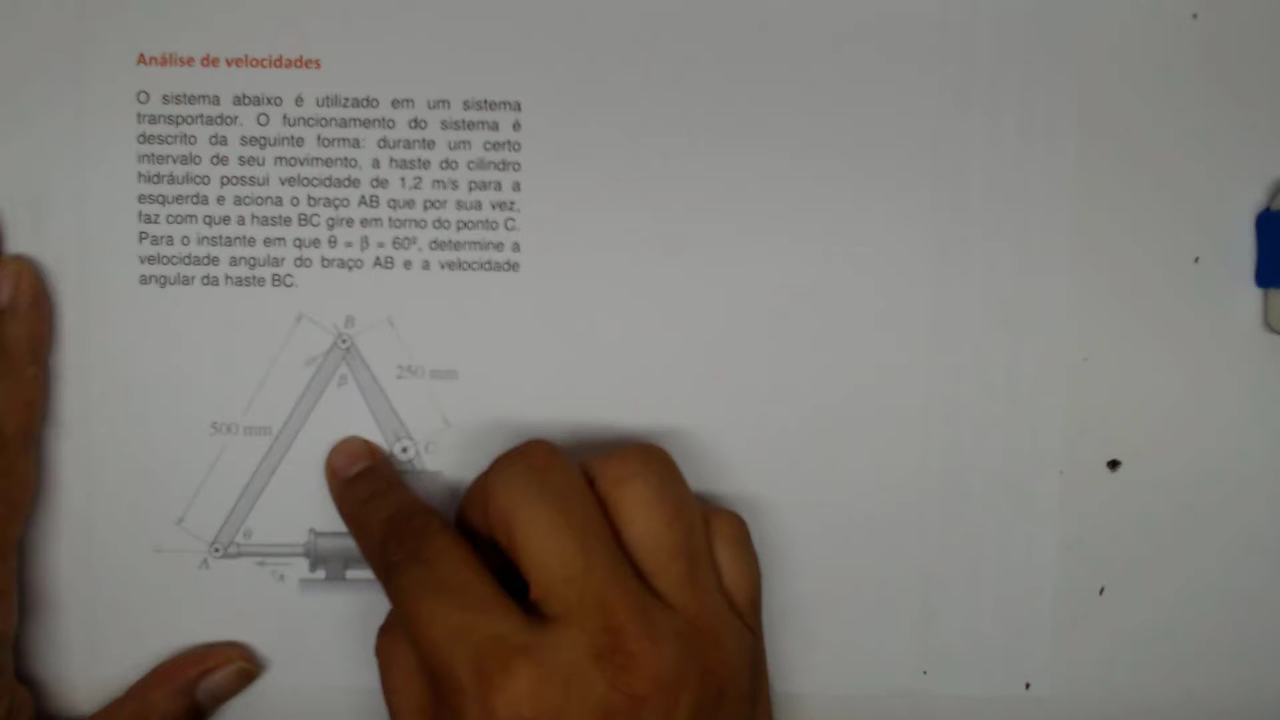 Análise de velocidades
O sistema abaixo é utilizado em um sistema
transportador. O funcionamento do sistema é
descrito da seguinte forma: durante um certo
intervalo de seu movimento, a haste do cilindro
hidráulico possui velocidade de 1,2 m/s para a
esquerda e aciona o braço AB que por sua vez,
faz com que a haste BC gire em torno do ponto C.
Para o instante em que θ = β = 60º, determine a
velocidade angular do braço AB e a velocidade
angular da haste BC.
B
250 mm
β
500 mm
C
θ
A